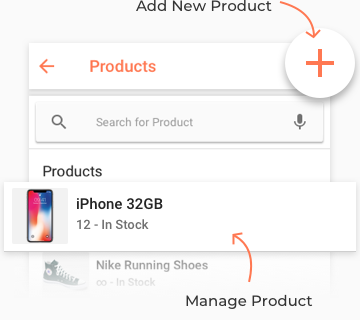 Add New Product
Products
Search for Product
Products
iPhone 32GB
12 - In Stock
Nike Running Shoes
∞ - In Stock
Manage Product